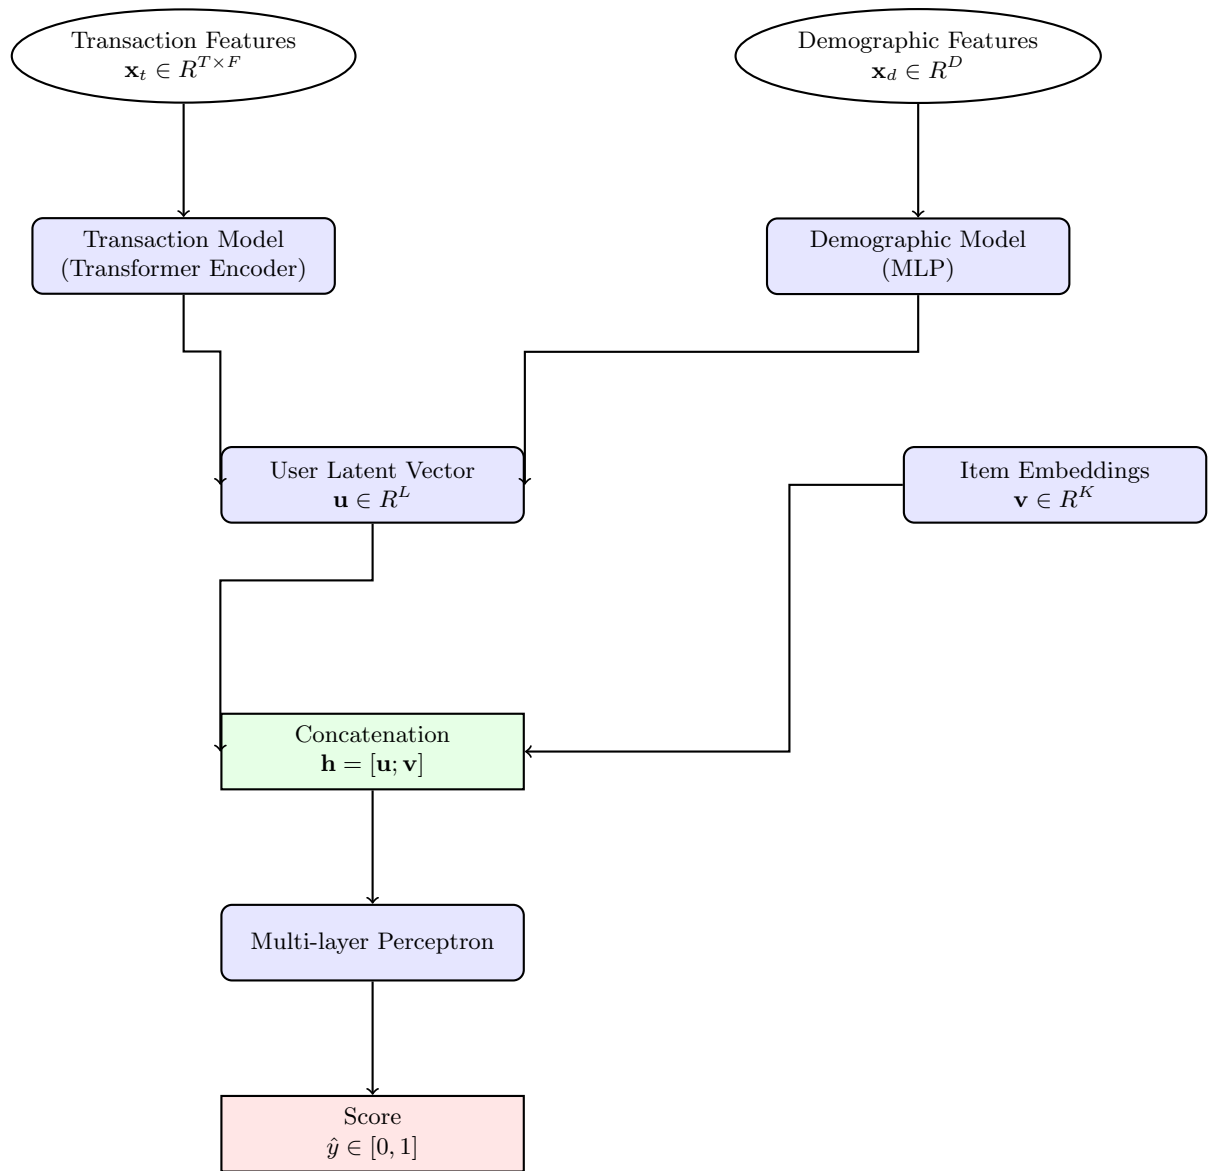 Transaction Features
𝐱ₜ ∈ R^{T×F}
Demographic Features
𝐱_d ∈ R^D
Transaction Model
(Transformer Encoder)
Demographic Model
(MLP)
User Latent Vector
𝐮 ∈ R^L
Item Embeddings
𝐯 ∈ R^K
Concatenation
𝐡 = [𝐮; 𝐯]
Multi-layer Perceptron
Score
ŷ ∈ [0, 1]